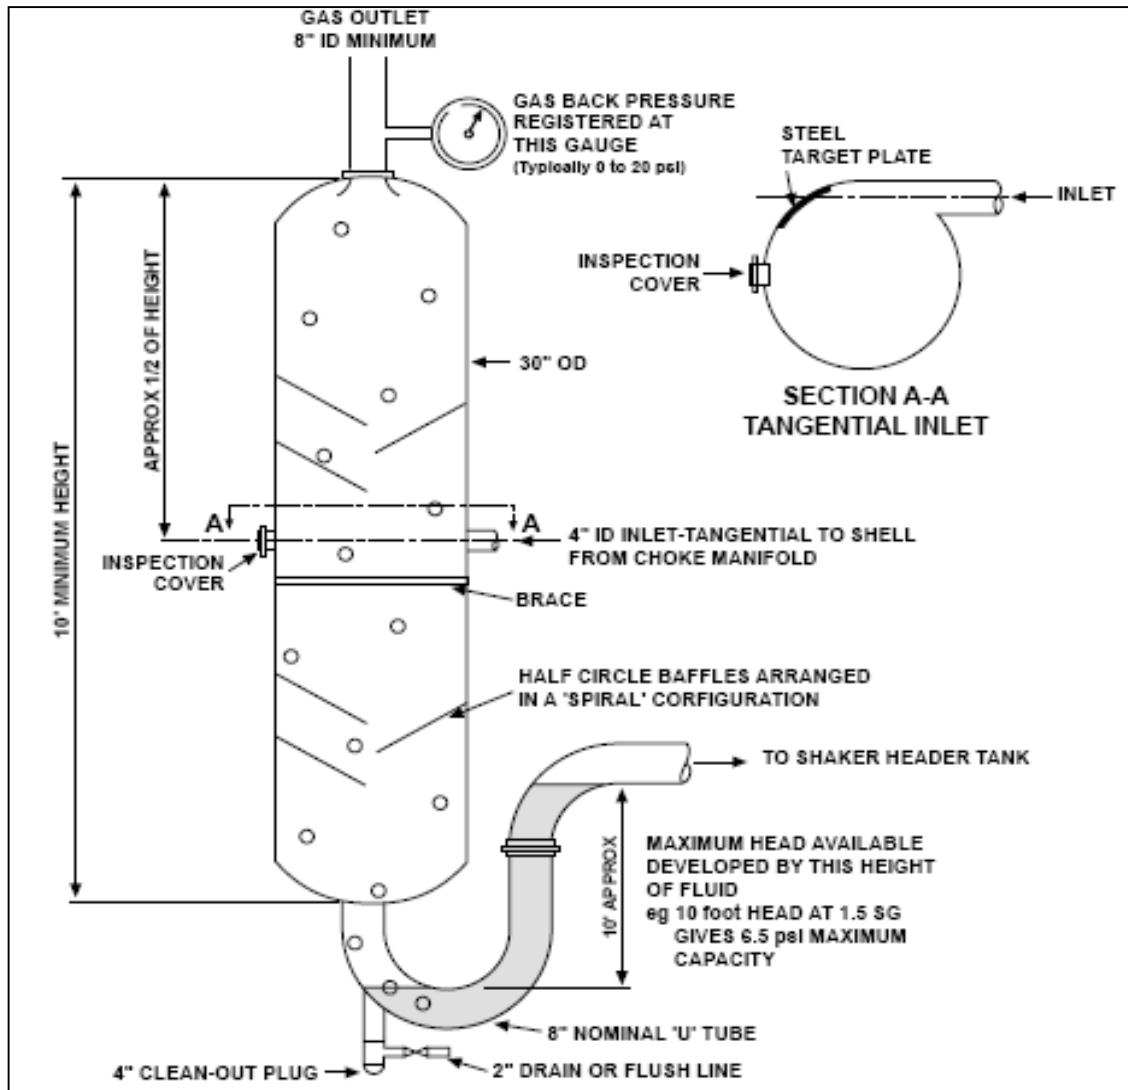 GAS OUTLET
8" ID MINIMUM
GAS BACK PRESSURE
REGISTERED AT
THIS GAUGE
(Typically 0 to 20 psi)
STEEL
TARGET PLATE
INLET
INSPECTION
COVER
SECTION A-A
TANGENTIAL INLET
10' MINIMUM HEIGHT
APPROX 1/2 OF HEIGHT
30" OD
A
A
4" ID INLET-TANGENTIAL TO SHELL
FROM CHOKE MANIFOLD
INSPECTION
COVER
BRACE
HALF CIRCLE BAFFLES ARRANGED
IN A 'SPIRAL' CORFIGURATION
TO SHAKER HEADER TANK
10' APPROX
MAXIMUM HEAD AVAILABLE
DEVELOPED BY THIS HEIGHT
OF FLUID
eg 10 foot HEAD AT 1.5 SG
GIVES 6.5 psi MAXIMUM
CAPACITY
8" NOMINAL 'U' TUBE
4" CLEAN-OUT PLUG
2" DRAIN OR FLUSH LINE